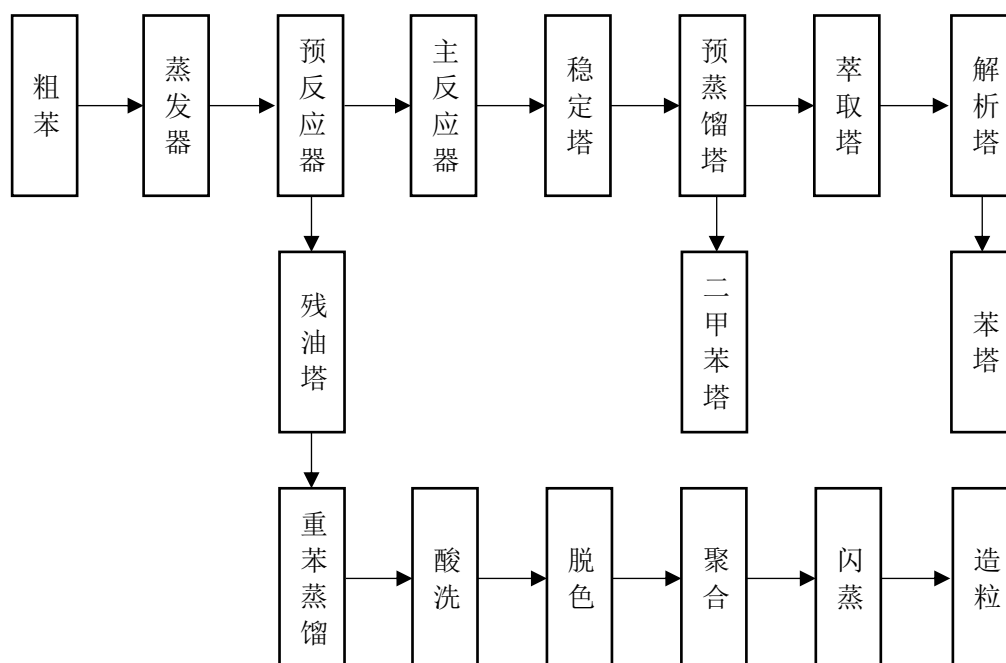 粗苯
蒸发器
预反应器
主反应器
稳定塔
预蒸馏塔
萃取塔
解析塔
残油塔
二甲苯塔
苯塔
重苯蒸馏
酸洗
脱色
聚合
闪蒸
造粒